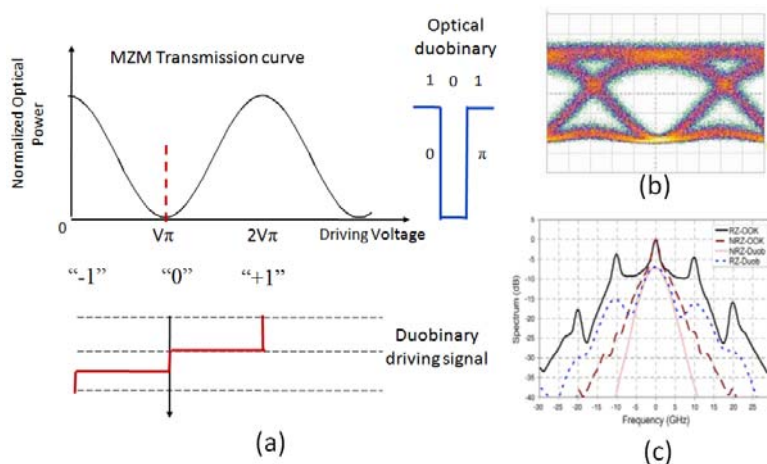 MZM Transmission curve
Normalized Optical
Power
0
Vπ
2Vπ
Driving Voltage
Optical
duobinary
1 0 1
0
π
"-1"
"0"
"+1"
Duobinary
driving signal
(a)
(b)
RZ-OOK
NRZ-OOK
NRZ-Duob
RZ-Duob
Spectrum (dB)
5
0
-5
-10
-15
-20
-25
-30
-35
-40
-30 -25 -20 -15 -10 -5 0 5 10 15 20 25
Frequency (GHz)
(c)